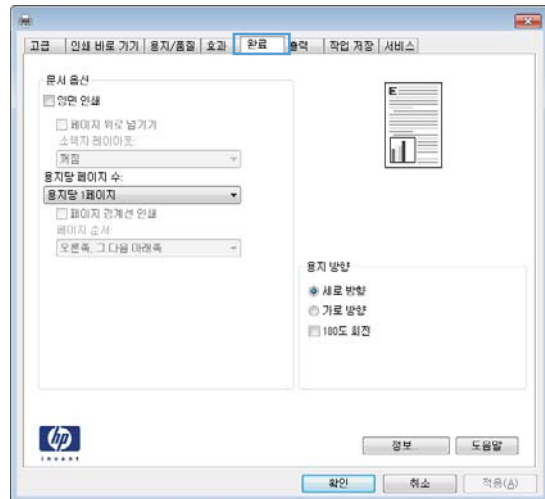 고급 인쇄 바로 가기 용지/품질 효과 완료 출력 작업 저장 서비스
문서 옵션
양면 인쇄
페이지 위로 넘기기
소책자 레이아웃:
꺼짐
용지당 페이지 수:
용지당 1페이지
페이지 경계선 인쇄
페이지 순서:
오른쪽, 그 다음 아래쪽
E
용지 방향
세로 방향
가로 방향
180도 회전
hp
invent
정보... 도움말
확인 취소 적용(A)